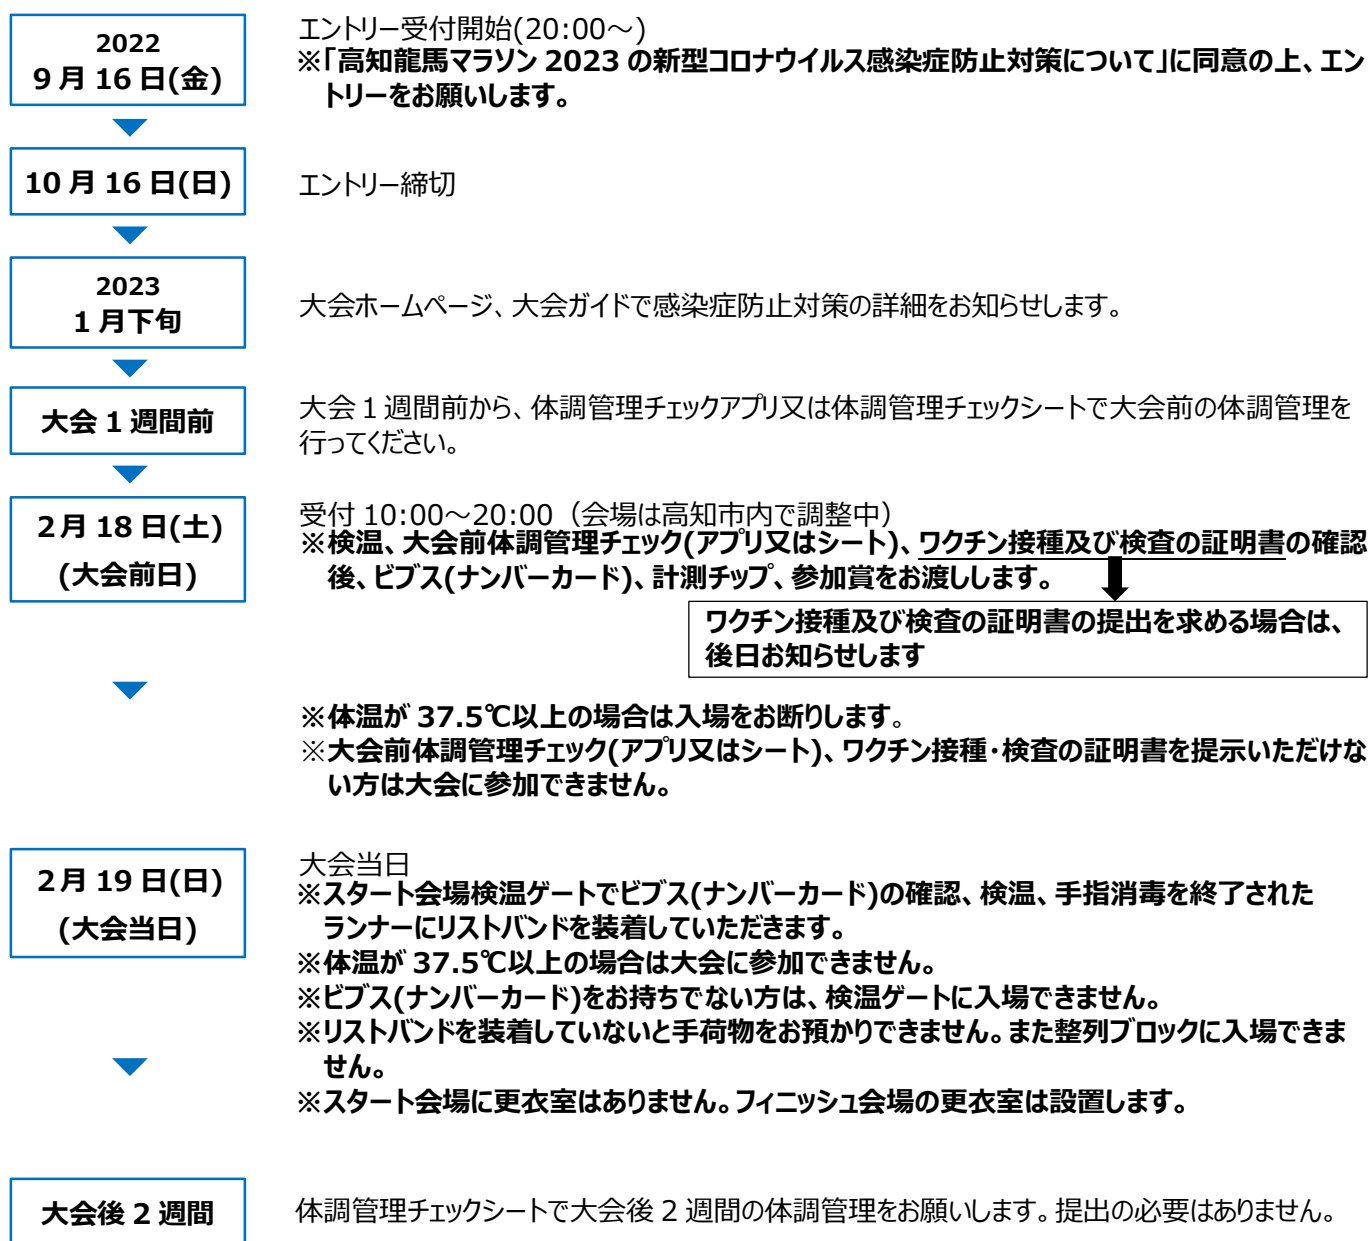 2022
9月16日(金)
エントリー受付開始(20:00～)
※「高知龍馬マラソン2023の新型コロナウイルス感染症防止対策について」に同意の上、エン
トリーをお願いします。
10月16日(日)
エントリー締切
2023
1月下旬
大会ホームページ、大会ガイドで感染症防止対策の詳細をお知らせします。
大会1週間前
大会1週間前から、体調管理チェックアプリ又は体調管理チェックシートで大会前の体調管理を
行ってください。
2月18日(土)
(大会前日)
受付10:00～20:00（会場は高知市内で調整中）
※検温、大会前体調管理チェック(アプリ又はシート)、ワクチン接種及び検査の証明書の確認
後、ビブス(ナンバーカード)、計測チップ、参加賞をお渡しします。
ワクチン接種及び検査の証明書の提出を求める場合は、
後日お知らせします
※体温が37.5℃以上の場合は入場をお断りします。
※大会前体調管理チェック(アプリ又はシート)、ワクチン接種・検査の証明書を提示いただけな
い方は大会に参加できません。
2月19日(日)
(大会当日)
大会当日
※スタート会場検温ゲートでビブス(ナンバーカード)の確認、検温、手指消毒を終了された
ランナーにリストバンドを装着していただきます。
※体温が37.5℃以上の場合は大会に参加できません。
※ビブス(ナンバーカード)をお持ちでない方は、検温ゲートに入場できません。
※リストバンドを装着していないと手荷物をお預かりできません。また整列ブロックに入場できま
せん。
※スタート会場に更衣室はありません。フィニッシュ会場の更衣室は設置します。
大会後2週間
体調管理チェックシートで大会後2週間の体調管理をお願いします。提出の必要はありません。